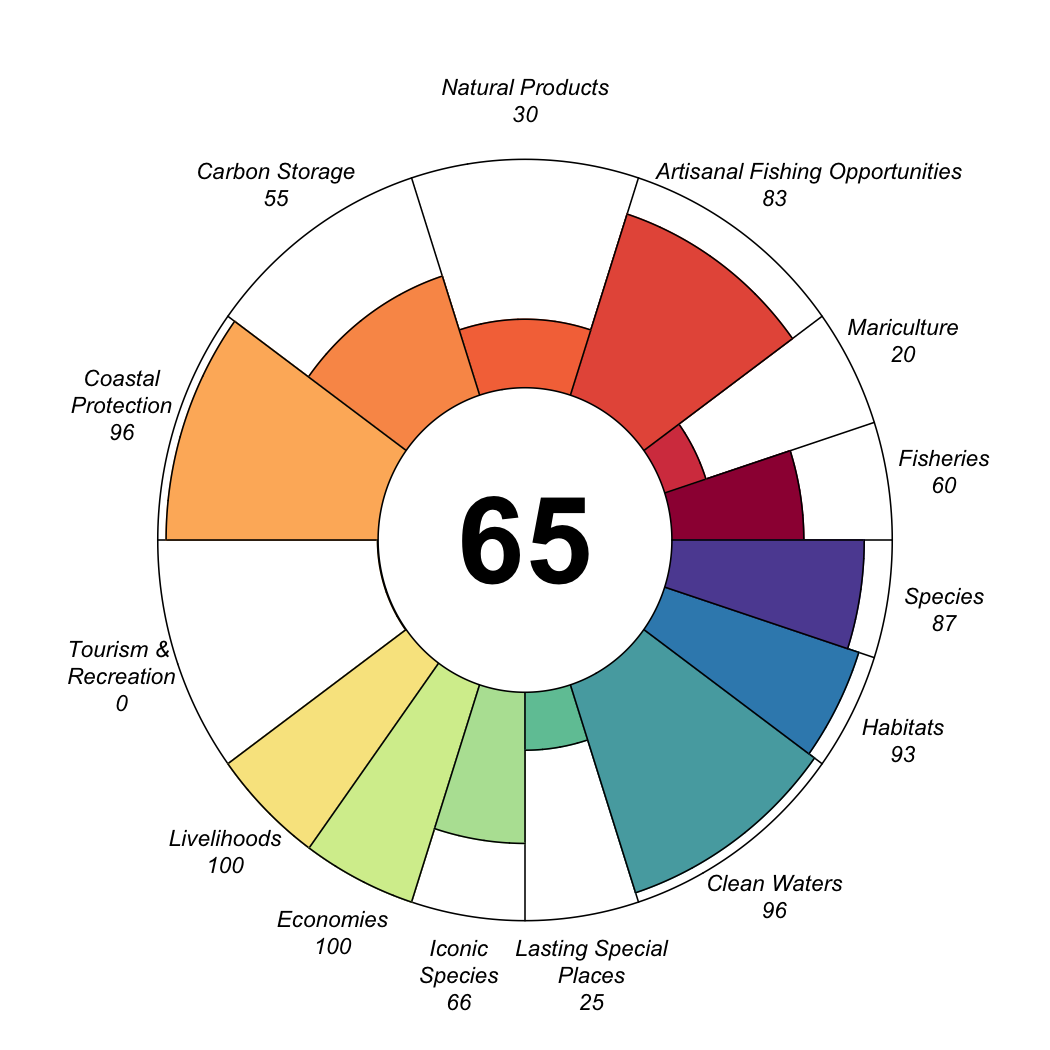 Natural Products
30
Carbon Storage
55
Artisanal Fishing Opportunities
83
Mariculture
20
Coastal
Protection
96
Fisheries
60
65
Species
87
Tourism &
Recreation
0
Habitats
93
Livelihoods
100
Clean Waters
96
Economies
100
Iconic
Species
66
Lasting Special
Places
25